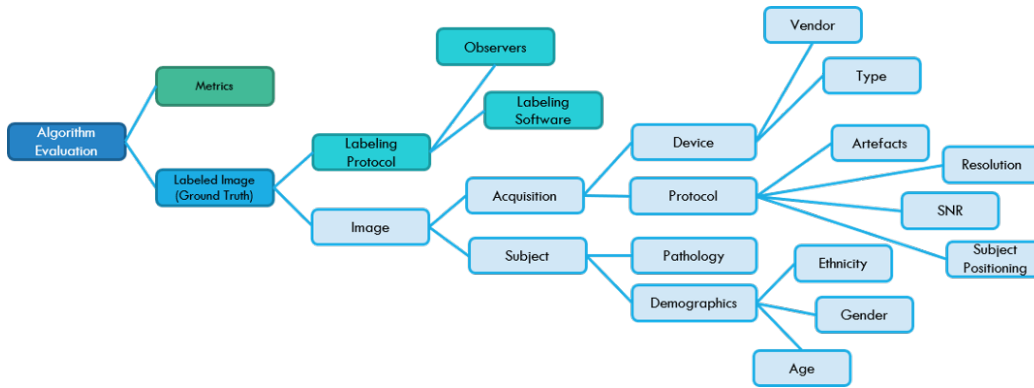 Vendor
Observers
Type
Metrics
Labeling
Software
Algorithm
Evaluation
Device
Artefacts
Labeling
Protocol
Resolution
Labeled Image
(Ground Truth)
Acquisition
Protocol
SNR
Image
Subject
Pathology
Ethnicity
Subject
Positioning
Demographics
Gender
Age